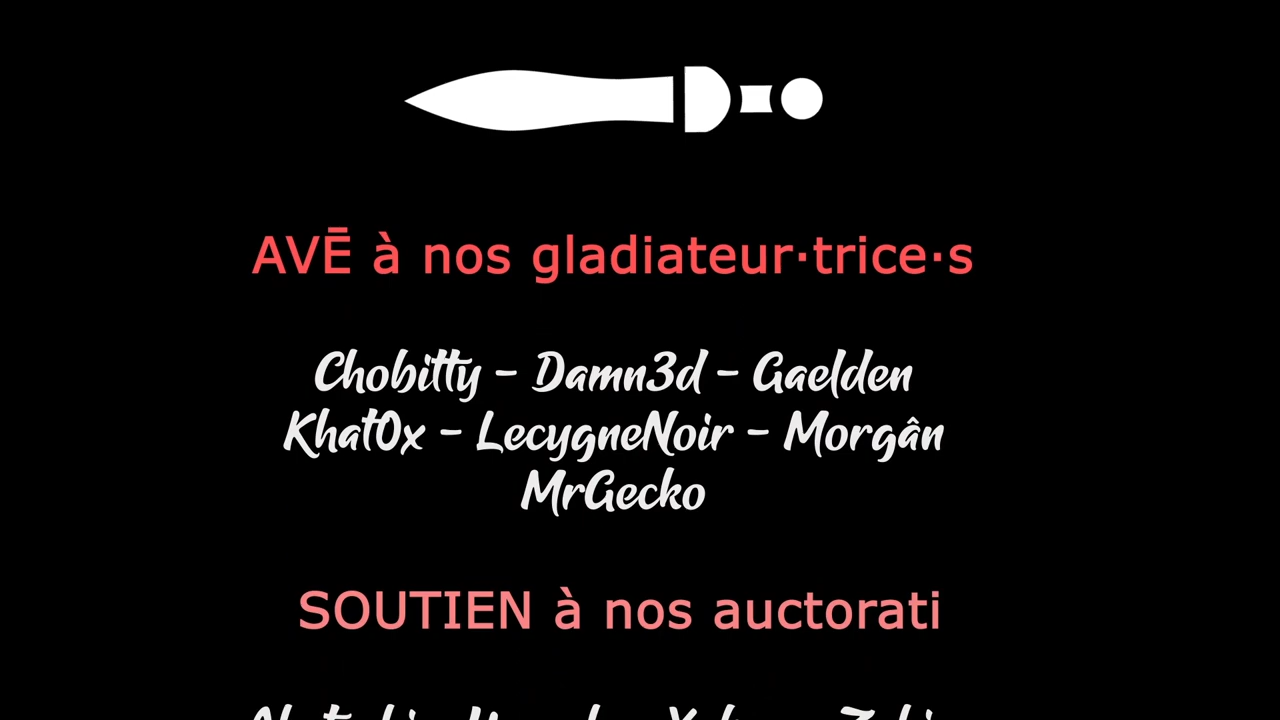 AVĒ à nos gladiateur·trice·s
Chobitty - Damn3d - Gaelden
Khat0x - LecygneNoir - Morgân
MrGecko
SOUTIEN à nos auctorati